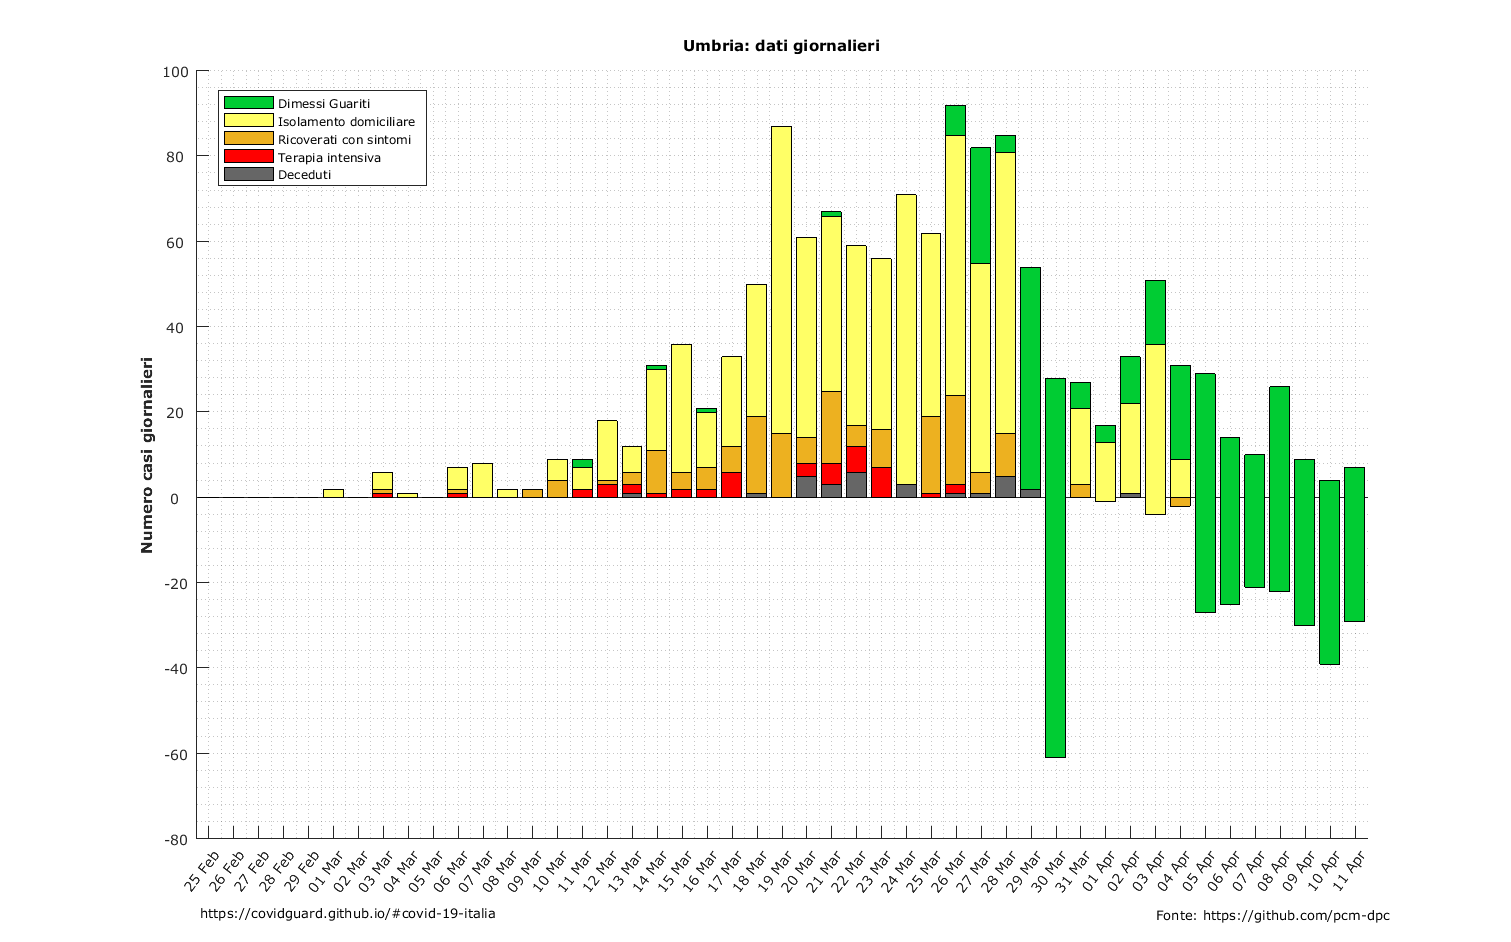 Umbria: dati giornalieri
100
80
60
40
20
0
-20
-40
-60
-80
Numero casi giornalieri
Dimessi Guariti
Isolamento domiciliare
Ricoverati con sintomi
Terapia intensiva
Deceduti
25 Feb
26 Feb
27 Feb
28 Feb
29 Feb
01 Mar
02 Mar
03 Mar
04 Mar
05 Mar
06 Mar
07 Mar
08 Mar
09 Mar
10 Mar
11 Mar
12 Mar
13 Mar
14 Mar
15 Mar
16 Mar
17 Mar
18 Mar
19 Mar
20 Mar
21 Mar
22 Mar
23 Mar
24 Mar
25 Mar
26 Mar
27 Mar
28 Mar
29 Mar
30 Mar
31 Mar
01 Apr
02 Apr
03 Apr
04 Apr
05 Apr
06 Apr
07 Apr
08 Apr
09 Apr
10 Apr
11 Apr
https://covidguard.github.io/#covid-19-italia
Fonte: https://github.com/pcm-dpc